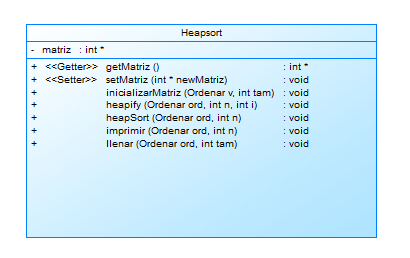 Heapsort
- matriz : int *
+ <<Getter>> getMatriz () : int *
+ <<Setter>> setMatriz (int * newMatriz) : void
+ inicializarMatriz (Ordenar v, int tam) : void
+ heapify (Ordenar ord, int n, int i) : void
+ heapSort (Ordenar ord, int n) : void
+ imprimir (Ordenar ord, int n) : void
+ llenar (Ordenar ord, int tam) : void